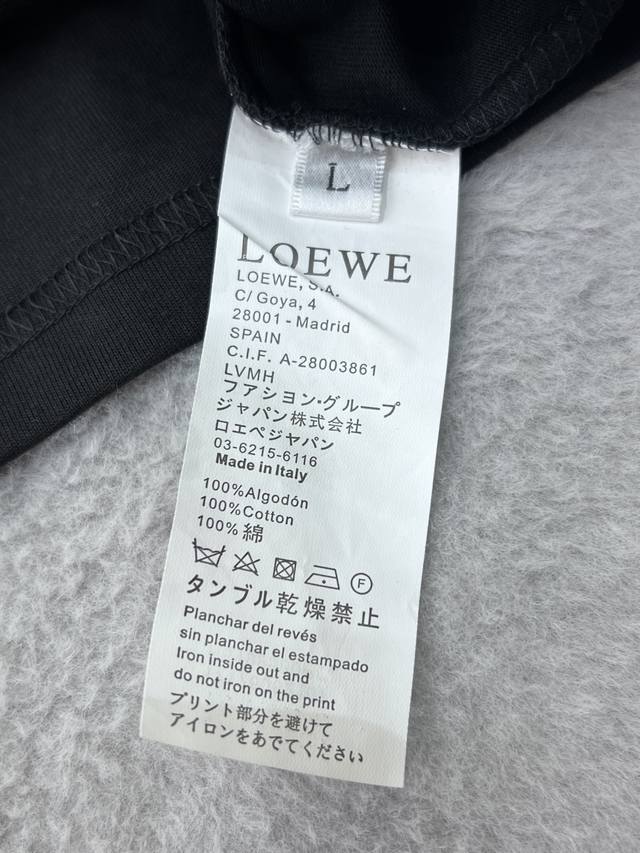 L
LOEWE
LOEWE, S.A.
C/ Goya, 4
28001 - Madrid
SPAIN
C.I.F. A-28003861
LVMH
ファション・グループ
ジャパン株式会社
ロエペジャパン
03-6215-6116
Made in Italy
100%Algodón
100%Cotton
100%綿
F
タンブル乾燥禁止
Planchar del revés
sin planchar el estampado
Iron inside out and
do not iron on the print
プリント部分を避けて
アイロンをあでてください